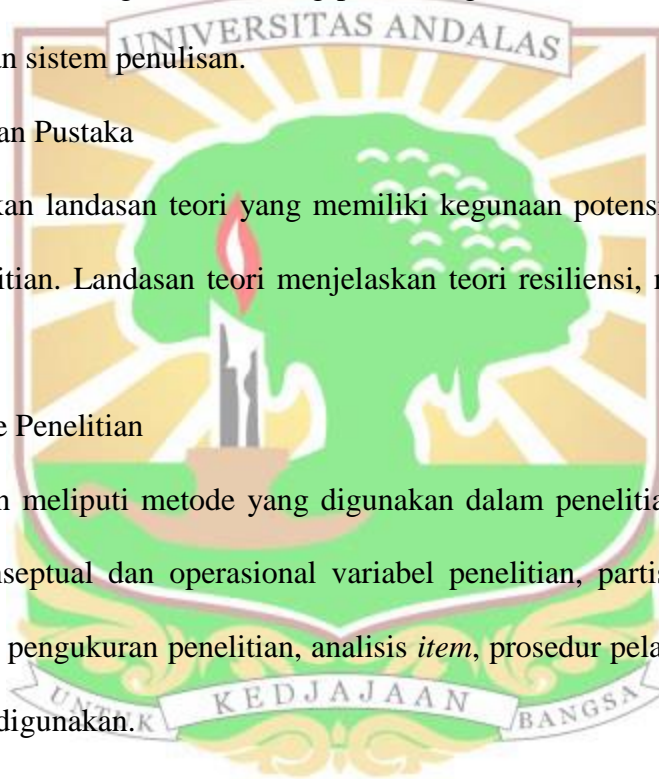 UNIVERSITAS ANDALAS
n sistem penulisan.
an Pustaka
kan landasan teori yang memiliki kegunaan potens
itian. Landasan teori menjelaskan teori resiliensi,
e Penelitian
n meliputi metode yang digunakan dalam penelitia
nseptual dan operasional variabel penelitian, partis
pengukuran penelitian, analisis item, prosedur pela
digunakan.
UNTUK KEDJAJAAN BANGSA